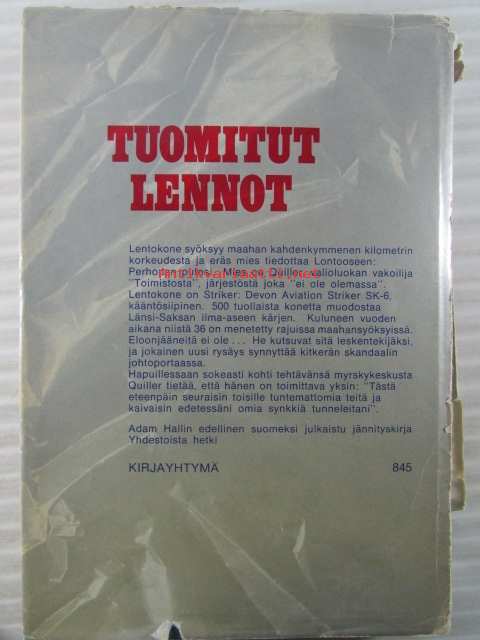 TUOMITUT
LENNOT
Lentokone syöksyy maahan kahdenkymmenen kilometrin
korkeudesta ja eräs mies tiedottaa Lontooseen:
Mies on Quiller, valioluokan vakoilija
"Toimistosta", järjestöstä joka "ei ole olemassa".
Lentokone on Striker: Devon Aviation Striker SK-6,
kääntösiipinen. 500 tuollaista konetta muodostaa
Länsi-Saksan ilma-aseen kärjen. Kuluneen vuoden
aikana niistä 36 on menetetty rajuissa maahansyöksyissä.
Eloonjääneitä ei ole... He kutsuvat sitä leskentekijäksi,
ja jokainen uusi rysäys synnyttää kitkerän skandaalin
johtoportaassa.
Hapuillessaan sokeasti kohti tehtävänsä myrskykeskusta
Quiller tietää, että hänen on toimittava yksin: "Tästä
eteenpäin seuraisin toisille tuntemattomia teitä ja
kaivaisin edetessäni omia synkkiä tunneleitani".
Adam Hallin edellinen suomeksi julkaistu jännityskirja
Yhdestoista hetki
KIRJAYHTYMÄ 845